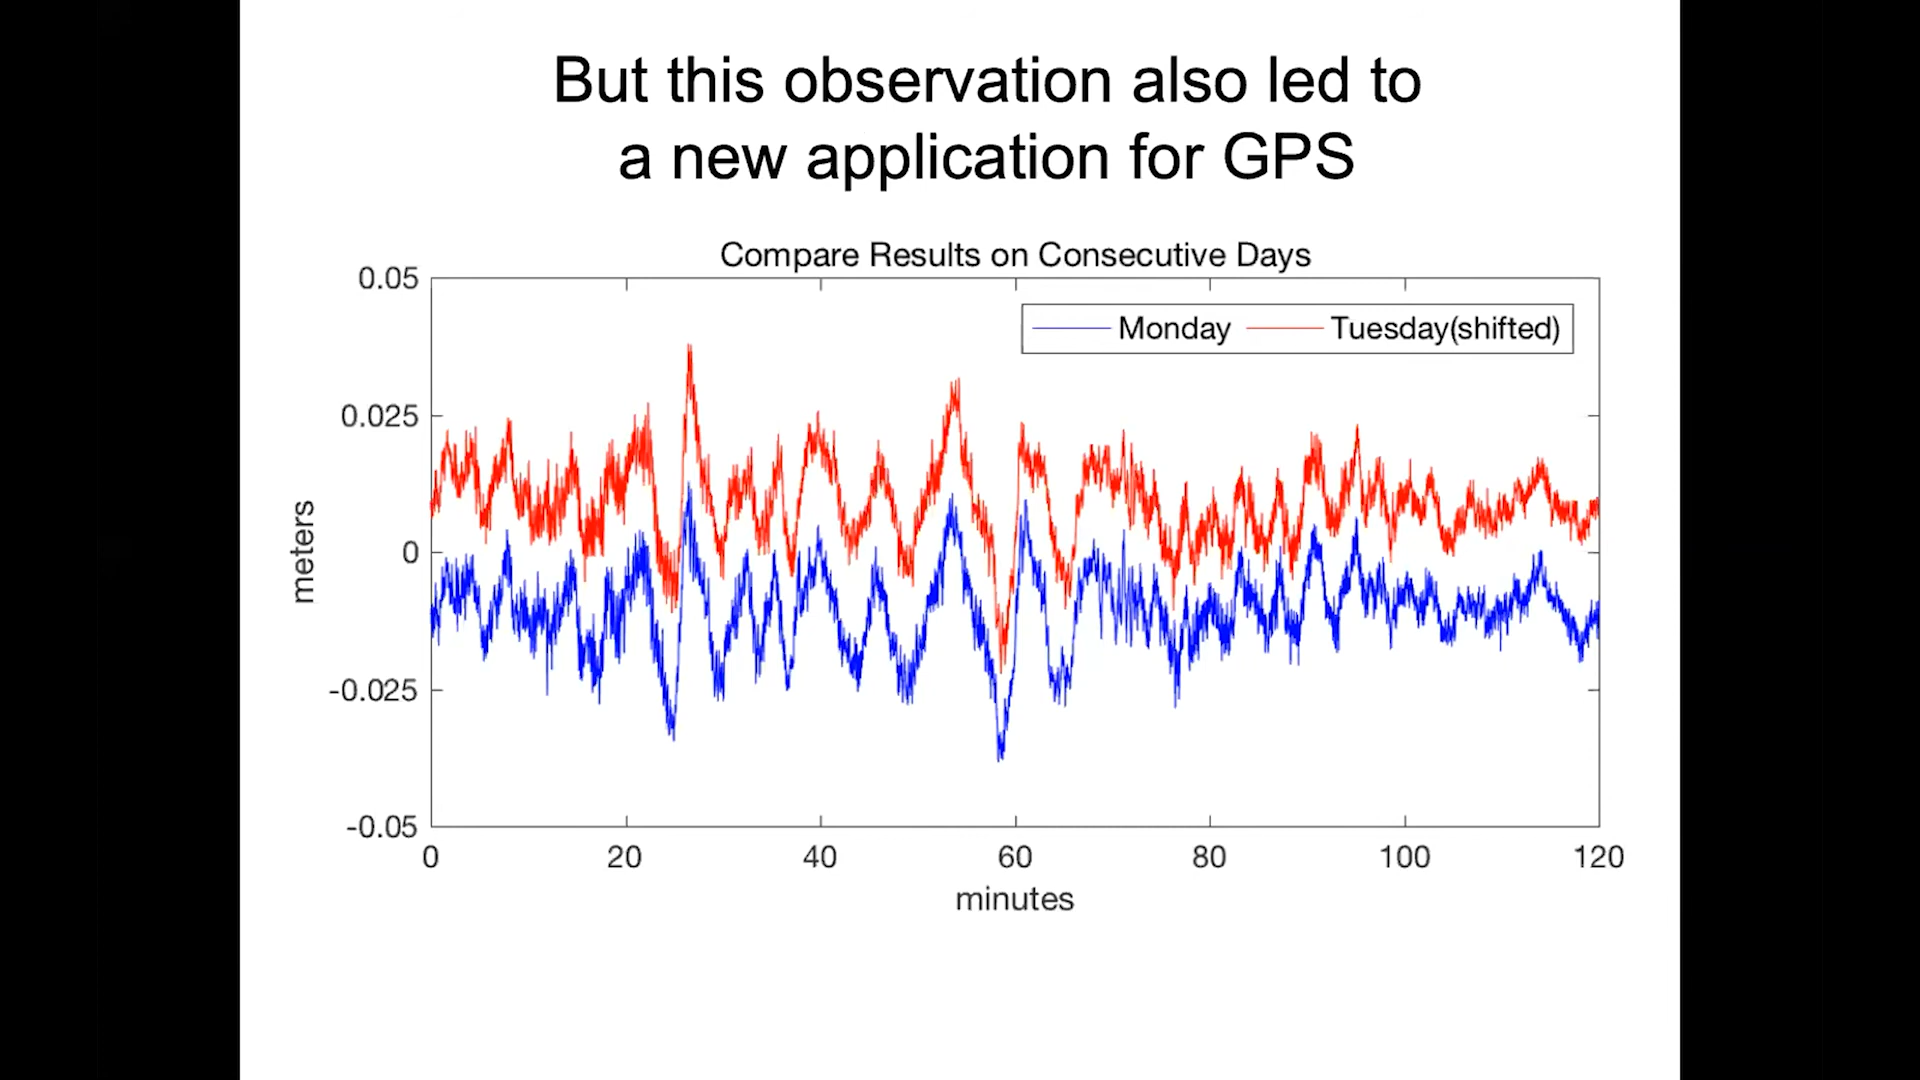 But this observation also led to
a new application for GPS
Compare Results on Consecutive Days
Monday Tuesday(shifted)
0.05
0.025
0
-0.025
-0.05
meters
0 20 40 60 80 100 120
minutes